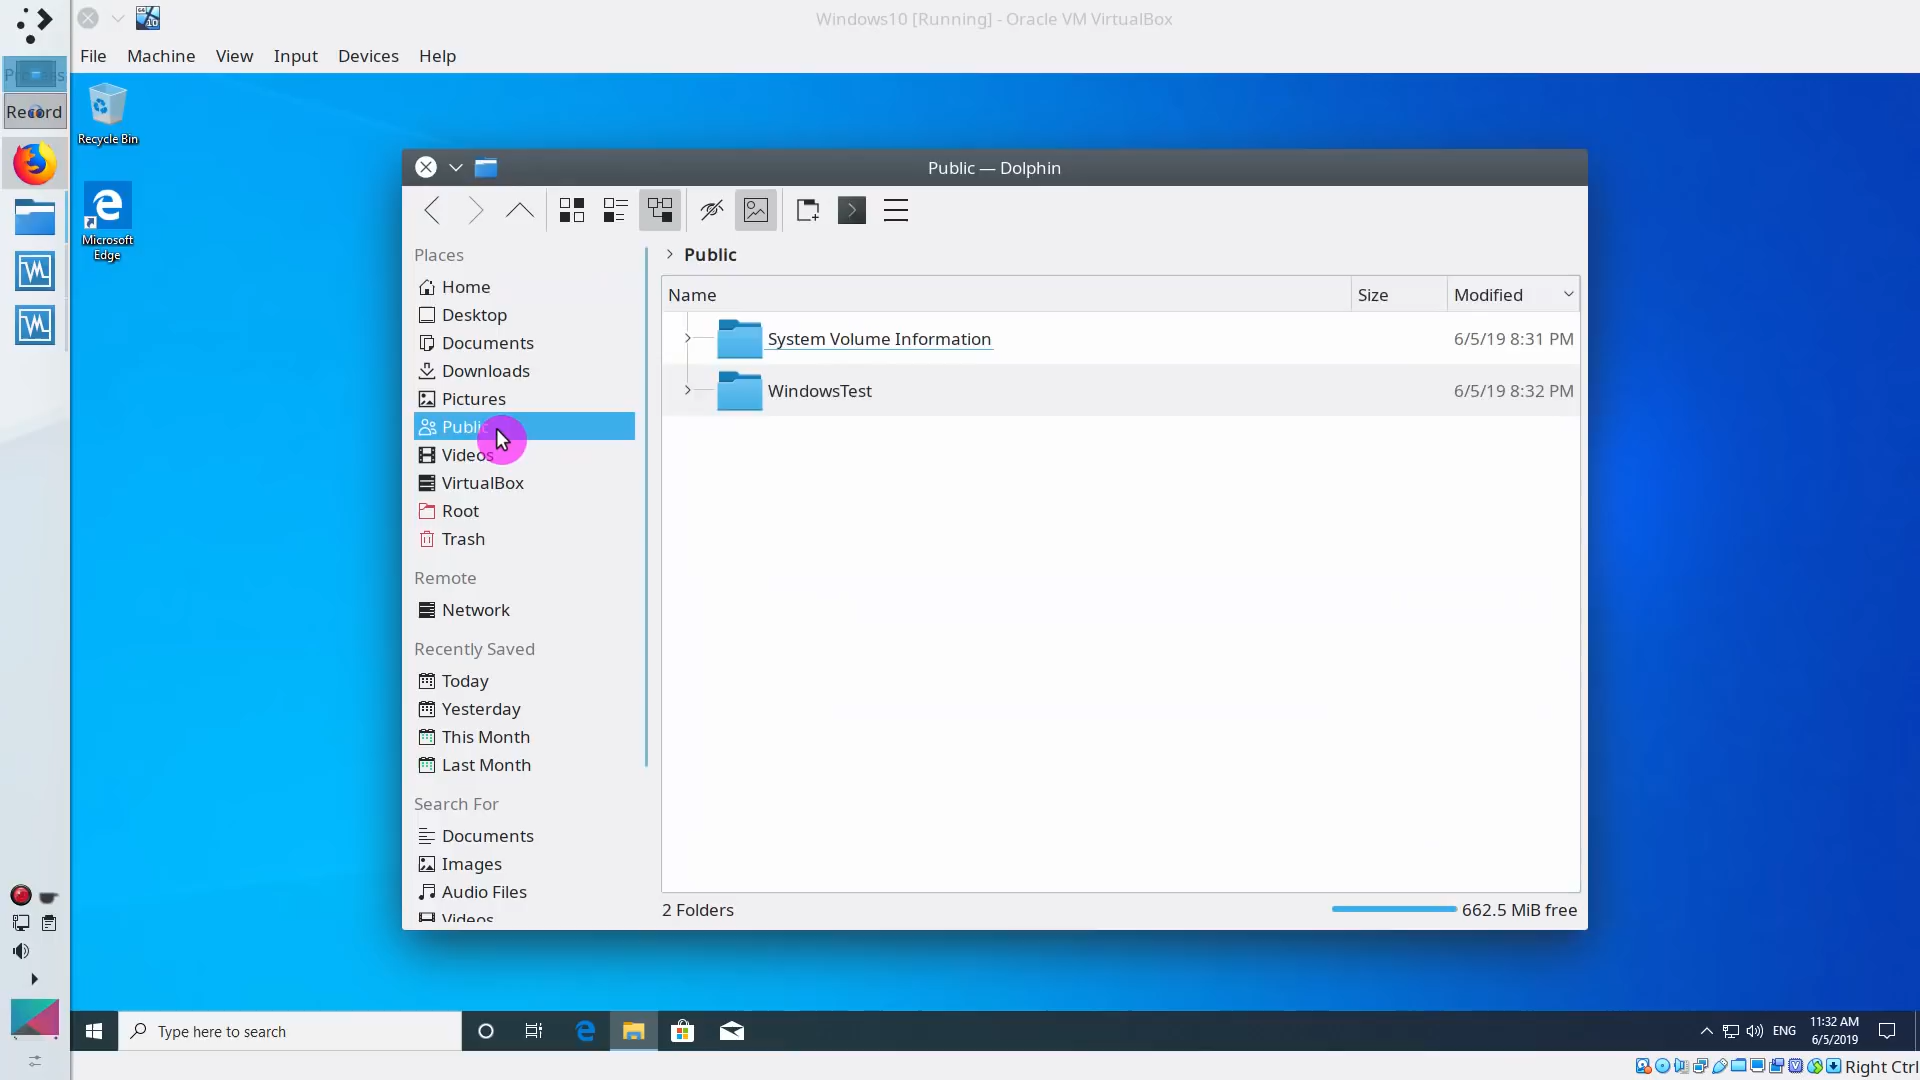 Windows10 [Running] - Oracle VM VirtualBox
File Machine View Input Devices Help
Record
Recycle Bin
Microsoft
Edge
Public — Dolphin
Places
Home
Desktop
Documents
Downloads
Pictures
Public
Videos
VirtualBox
Root
Trash
Remote
Network
Recently Saved
Today
Yesterday
This Month
Last Month
Search For
Documents
Images
Audio Files
Videos
Public
Name Size Modified
System Volume Information 6/5/19 8:31 PM
WindowsTest 6/5/19 8:32 PM
2 Folders 662.5 MiB free
Type here to search
ENG
11:32 AM
6/5/2019
Right Ctrl